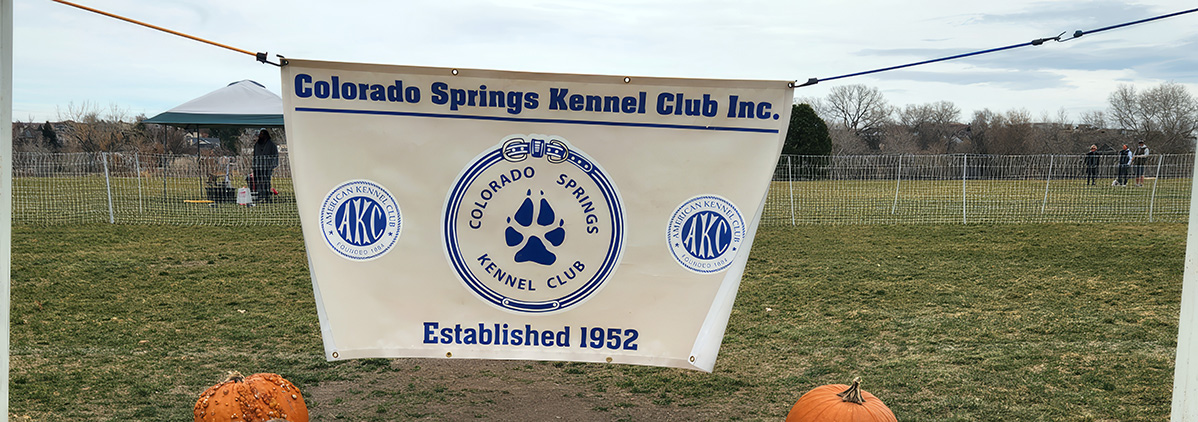 Colorado Springs Kennel Club Inc.
AMERICAN KENNEL CLUB
AKC
FOUNDED 1884
COLORADO SPRINGS
KENNEL CLUB
AMERICAN KENNEL CLUB
AKC
FOUNDED 1884
Established 1952